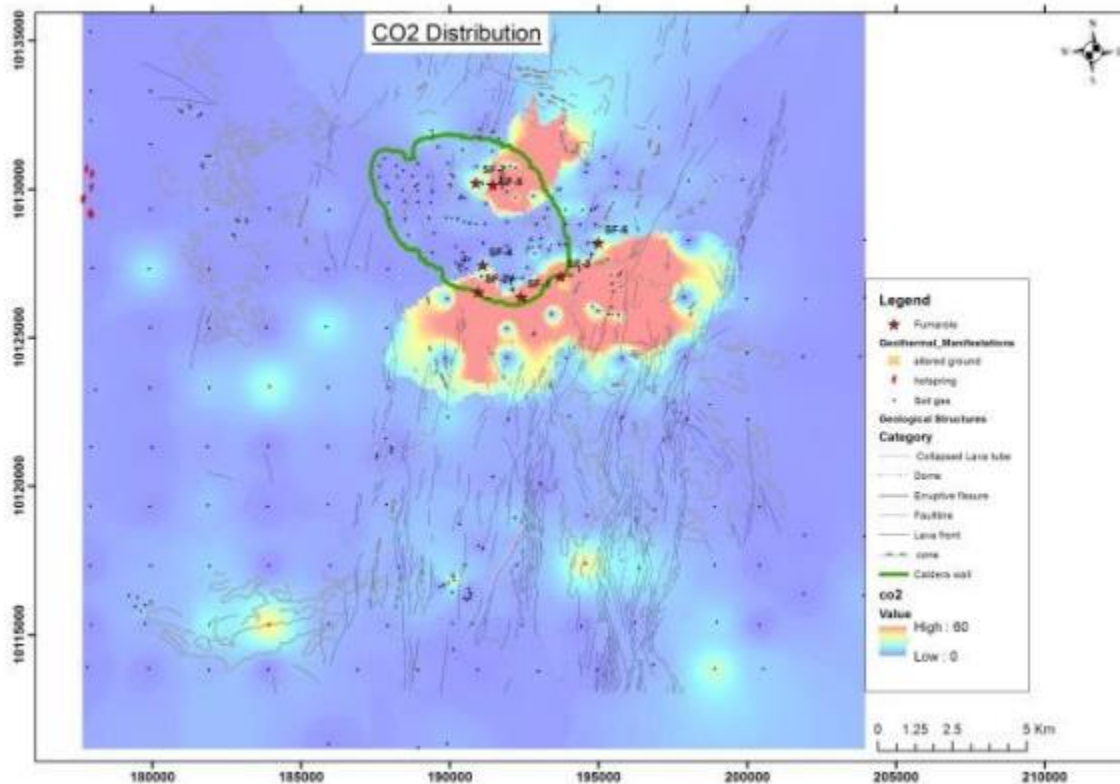 CO2 Distribution
N
W
S
10135000
10130000
10125000
10120000
10115000
SF-6
SF-4
Legend
Fumarole
Geothermal_Manifestations
altered ground
hotspring
Soil gas
Geological Structures
Category
Collapsed Lava tube
Dome
Eruptive fissure
Faultline
Lava front
cone
Caldera wall
co2
Value
High : 60
Low : 0
0 1.25 2.5 5 Km
180000 185000 190000 195000 200000 205000 210000